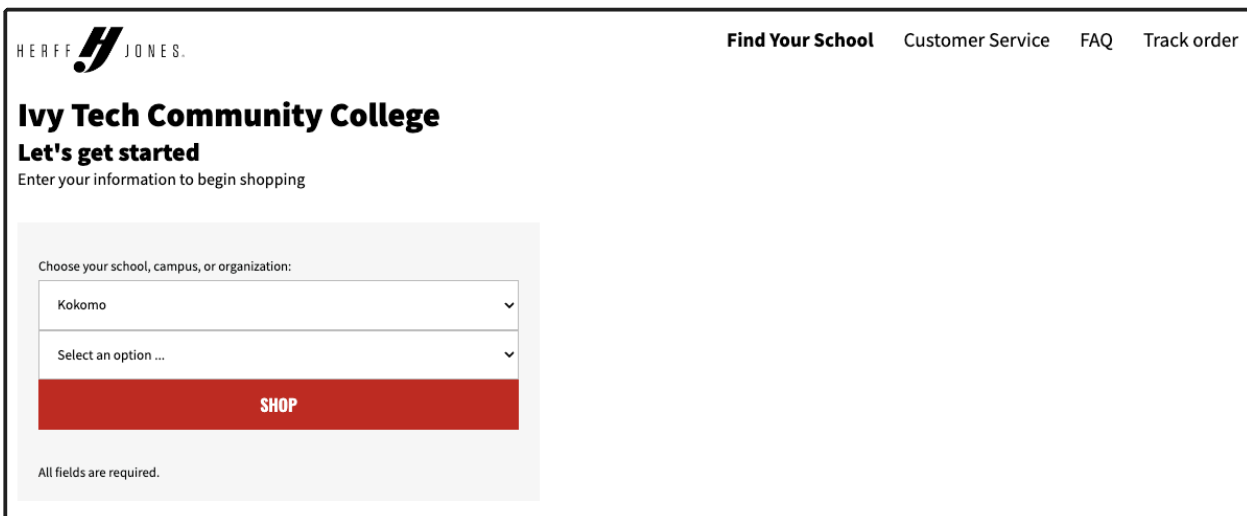 HERFF JONES.
Find Your School Customer Service FAQ Track order
Ivy Tech Community College
Let's get started
Enter your information to begin shopping
Choose your school, campus, or organization:
Kokomo
Select an option ...
SHOP
All fields are required.